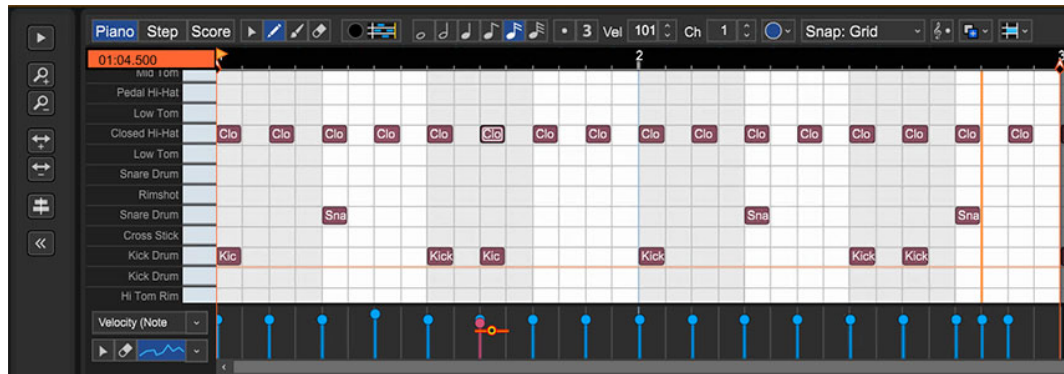 Piano Step Score 3 Vel 101 Ch 1 Snap: Grid
01:04.500 2 3
Mid Tom
Pedal Hi-Hat
Low Tom
Closed Hi-Hat Clo Clo Clo Clo Clo Clo Clo Clo Clo Clo Clo Clo Clo Clo Clo Clo
Low Tom
Snare Drum
Rimshot
Snare Drum Sna Sna Sna
Cross Stick
Kick Drum Kic Kick Kic Kick Kick Kick
Kick Drum
Hi Tom Rim
Velocity (Note